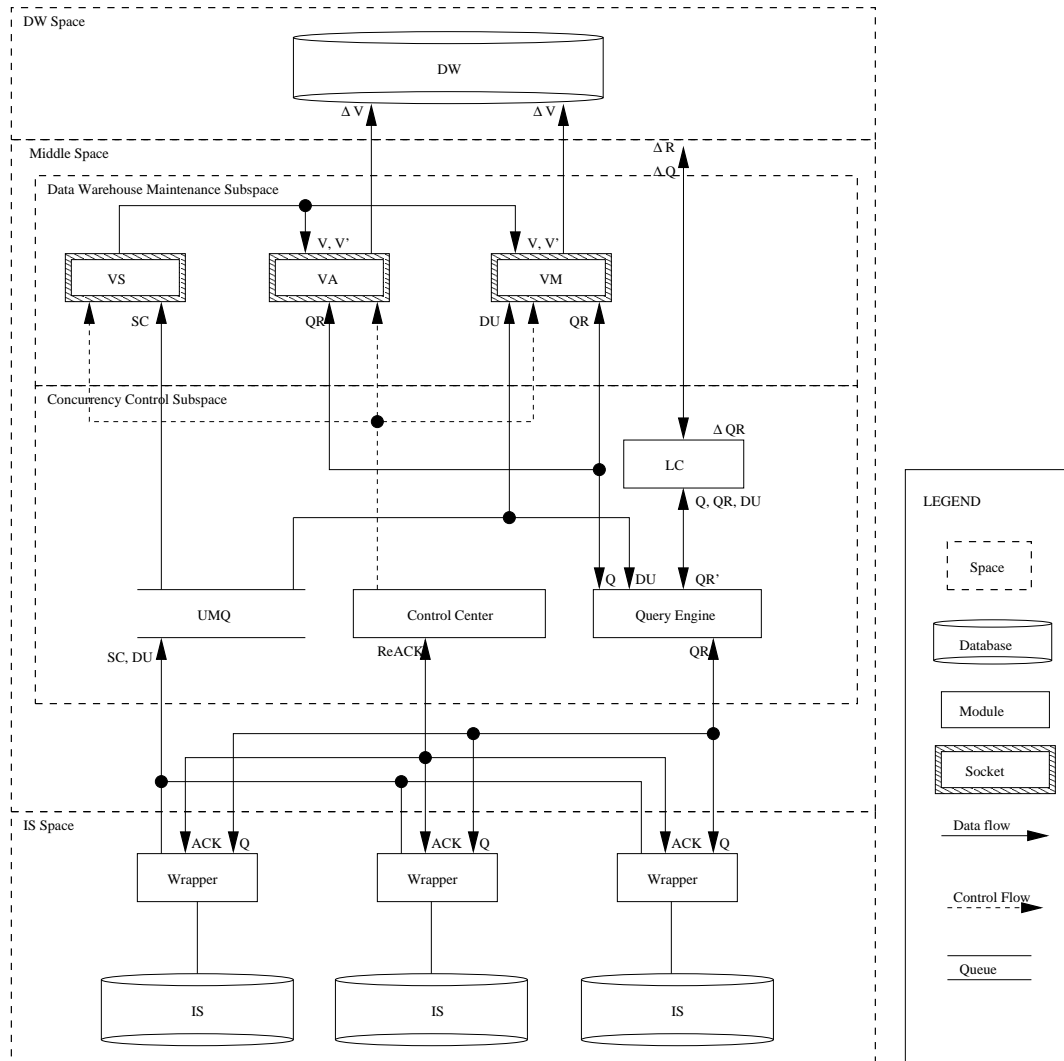 DW Space
DW
Δ V
Δ V
Middle Space
Δ R
Δ Q
Data Warehouse Maintenance Subspace
V, V'
V, V'
VS
VA
VM
SC
QR
DU
QR
Concurrency Control Subspace
Δ QR
LC
Q, QR, DU
Q
DU
QR'
UMQ
Control Center
Query Engine
SC, DU
ReACK
QR
IS Space
ACK
Q
ACK
Q
ACK
Q
Wrapper
Wrapper
Wrapper
IS
IS
IS
LEGEND
Space
Database
Module
Socket
Data flow
Control Flow
Queue